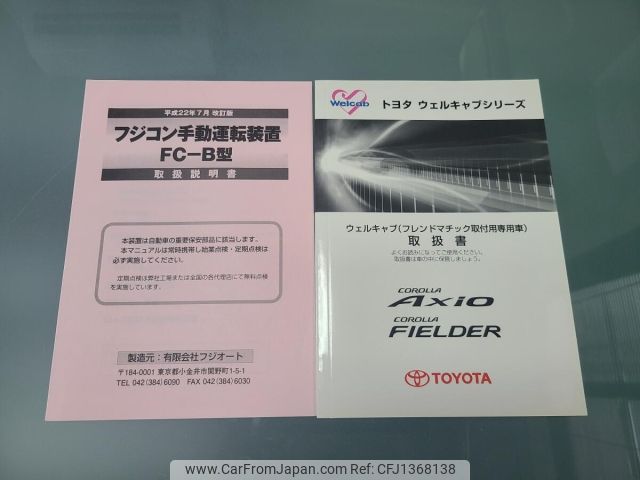 平成22年7月 改訂版
フジコン手動運転装置
FC−B型
取扱説明書
本装置は自動車の重要保安部品に該当します。
本マニュアルは常時携帯し始業点検・定期点検は
必ず実施してください。
定期点検は弊社工場または全国の各代理店にて無料点検
を実施しています。
製造元：有限会社フジオート
〒184-0001 東京都小金井市関野町1-5-1
TEL 042 (384) 6090 FAX 042 (384) 6030
Welcab
トヨタ ウェルキャブシリーズ
ウェルキャブ(フレンドマチック取付用専用車)
取扱書
よくお読みになってご使用ください。
取扱書は車の中に保管しましょう。
COROLLA
AXiO
COROLLA
FIELDER
TOYOTA
www.CarFromJapan.com - CFJ1368138